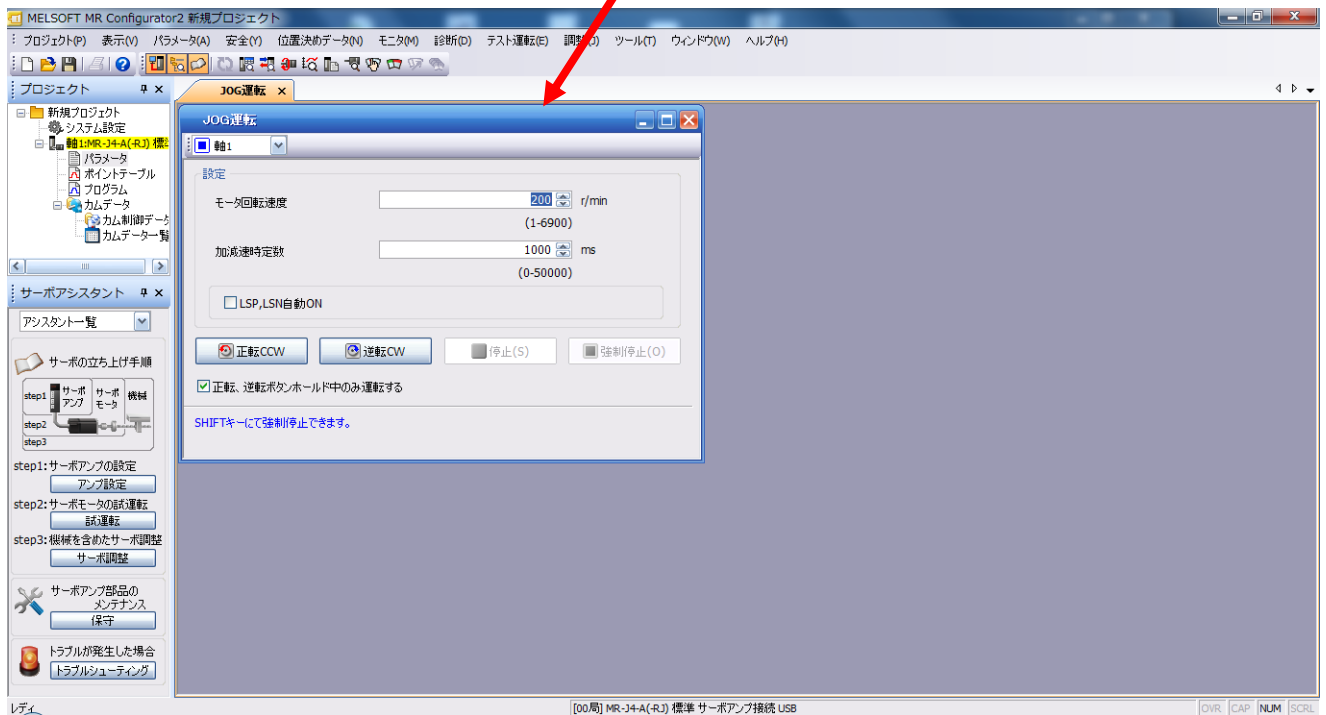 MELSOFT MR Configurator2 新規プロジェクト
プロジェクト(P) 表示(V) パラメータ(A) 安全(Y) 位置決めデータ(N) モニタ(M) 診断(D) テスト運転(E) 調整(J) ツール(T) ウィンドウ(W) ヘルプ(H)
プロジェクト
JOG運転
新規プロジェクト
システム設定
軸1:MR-J4-A(-RJ) 標準
パラメータ
ポイントテーブル
プログラム
カムデータ
カム制御データ
カムデータ一覧
JOG運転
軸1
設定
モータ回転速度 200 r/min
(1-6900)
加減速時定数 1000 ms
(0-50000)
LSP,LSN自動ON
正転CCW 逆転CW 停止(S) 強制停止(O)
正転、逆転ボタンホールド中のみ運転する
SHIFTキーにて強制停止できます。
サーボアシスタント
アシスタント一覧
サーボの立ち上げ手順
step1 サーボアンプ サーボモータ 機械
step2
step3
step1:サーボアンプの設定
アンプ設定
step2:サーボモータの試運転
試運転
step3:機械を含めたサーボ調整
サーボ調整
サーボアンプ部品の
メンテナンス
保守
トラブルが発生した場合
トラブルシューティング
レディ [00局] MR-J4-A(-RJ) 標準 サーボアンプ接続 USB OVR CAP NUM SCRL